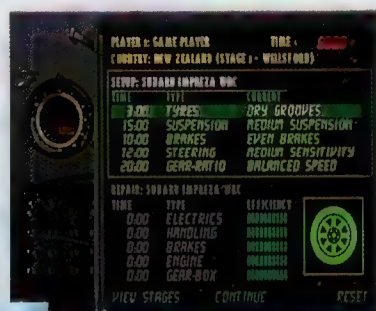 PLAYER 1: GAME PLAYER TIME :
COUNTRY: NEW ZEALAND (STAGE 1 - WELLSFORD)
SETUP: SUBARU IMPREZA WRC
TIME TYPE CURRENT
3:00 TYRES DRY GROOVES
15:00 SUSPENSION MEDIUM SUSPENSION
10:00 BRAKES EVEN BRAKES
12:00 STEERING MEDIUM SENSITIVITY
20:00 GEAR-RATIO BALANCED SPEED
REPAIR: SUBARU IMPREZA WRC
TIME TYPE EFFICIENCY
0:00 ELECTRICS
0:00 HANDLING
0:00 BRAKES
0:00 ENGINE
0:00 GEAR-BOX
VIEW STAGES CONTINUE RESET